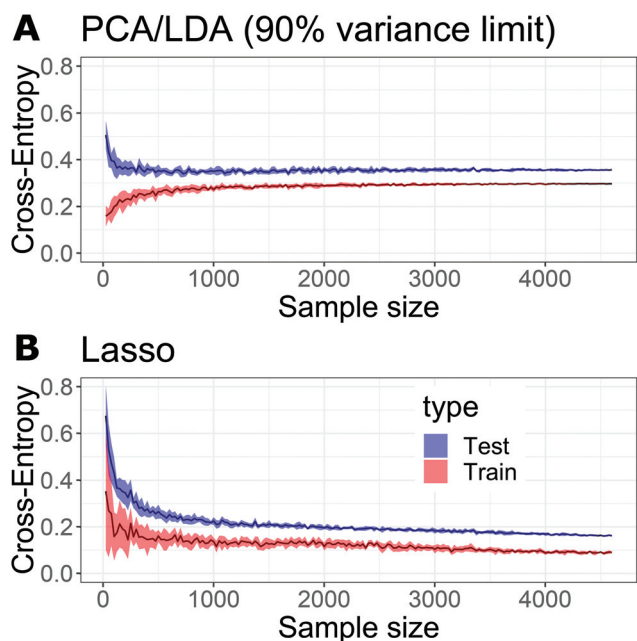 A PCA/LDA (90% variance limit)
Cross-Entropy
0.8
0.6
0.4
0.2
0.0
0 1000 2000 3000 4000
Sample size
B Lasso
Cross-Entropy
0.8
0.6
0.4
0.2
0.0
type
Test
Train
0 1000 2000 3000 4000
Sample size